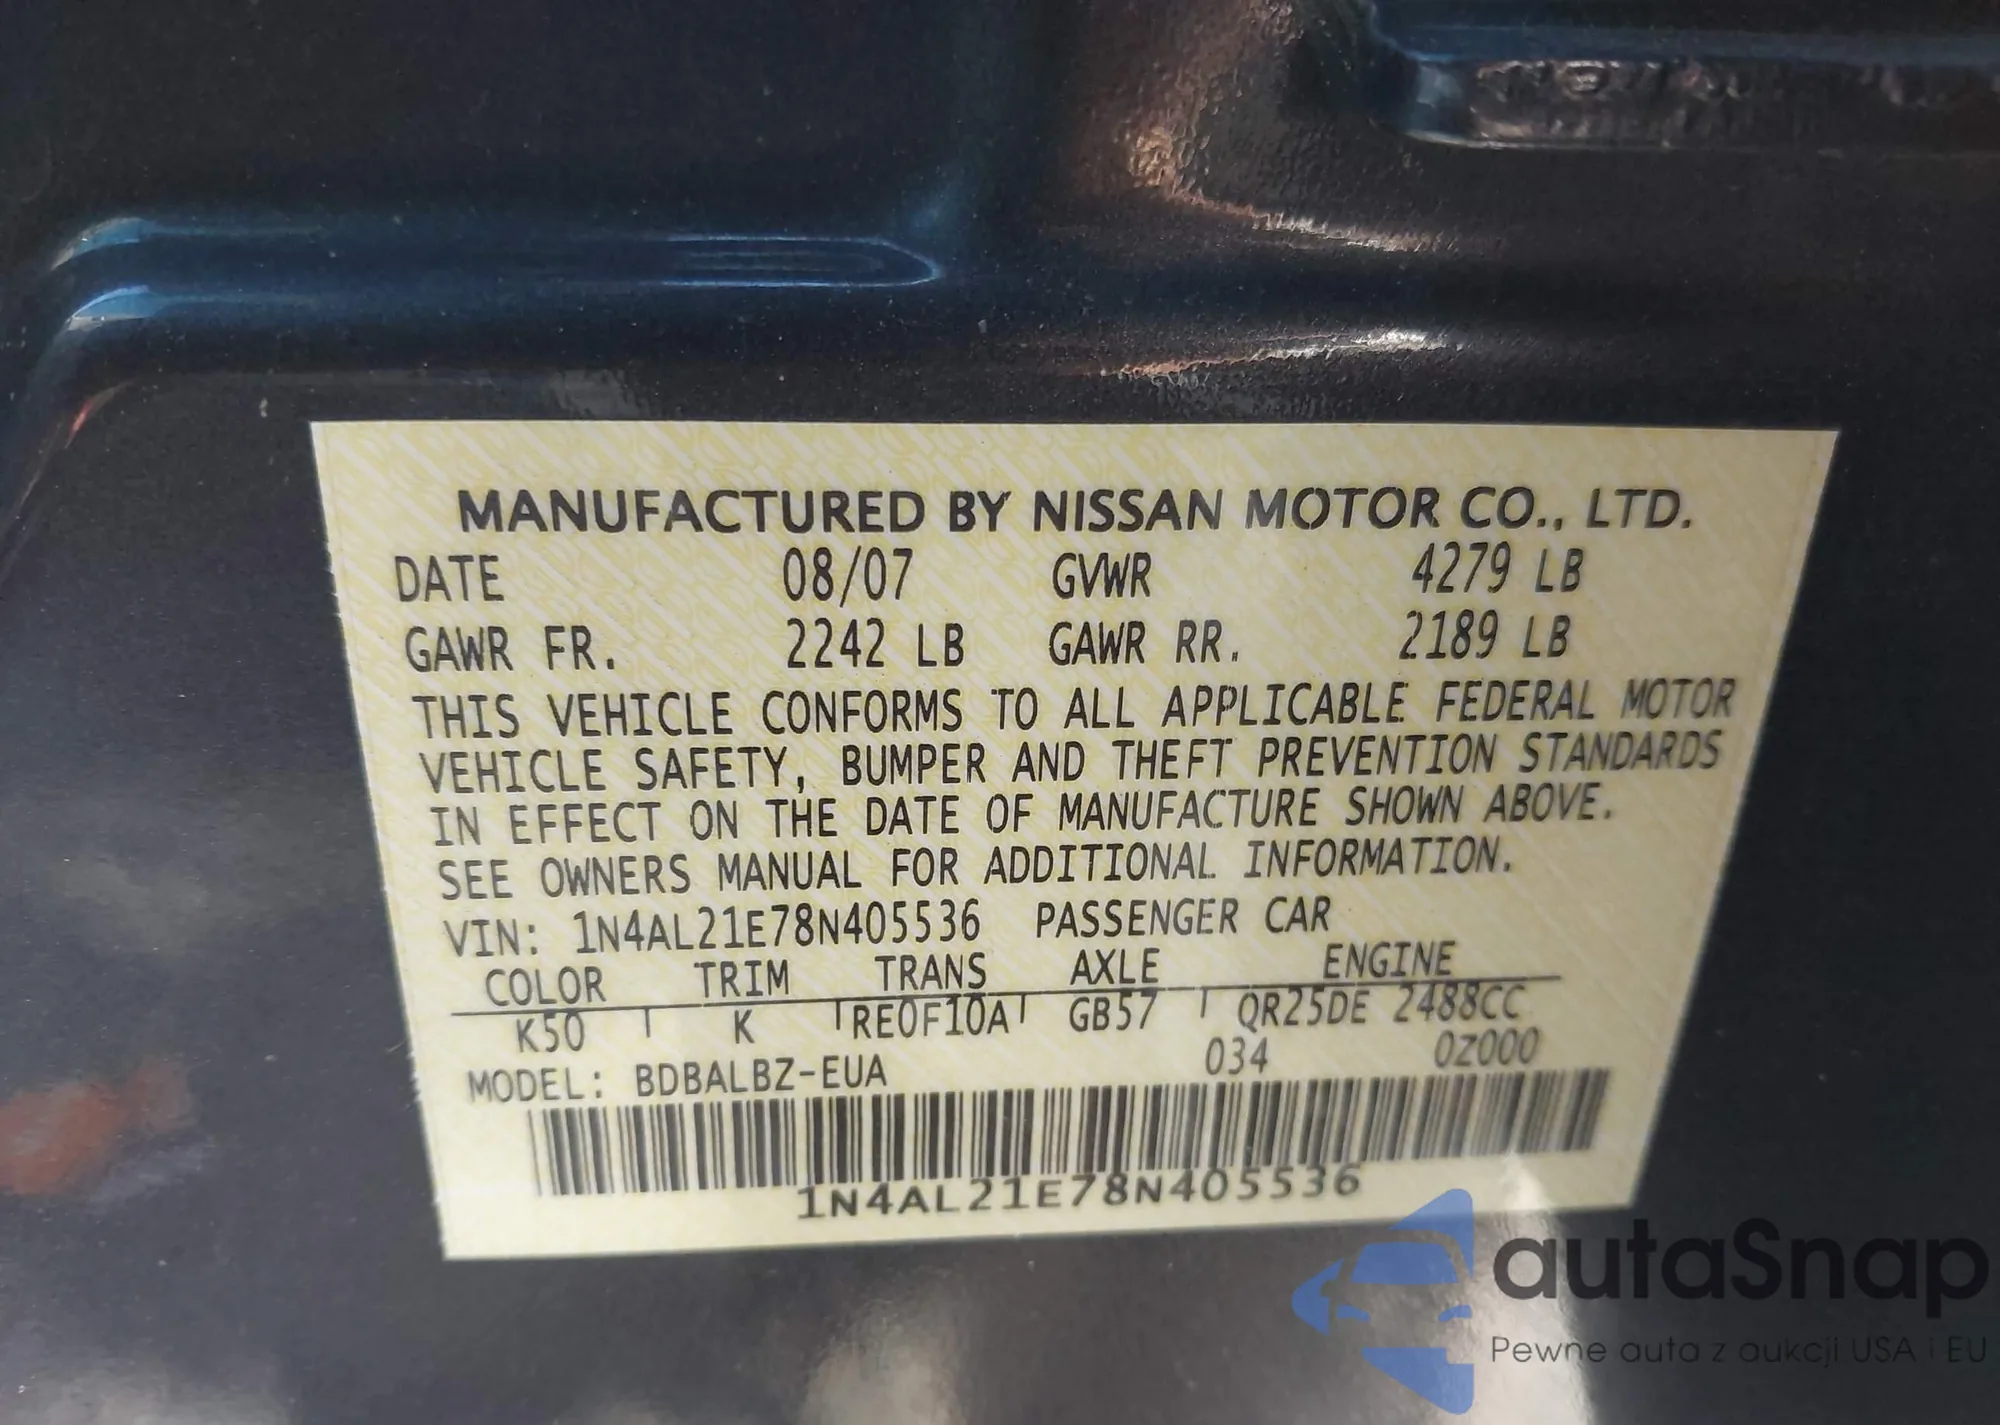 MANUFACTURED BY NISSAN MOTOR CO., LTD.
DATE 08/07 GVWR 4279 LB
GAWR FR. 2242 LB GAWR RR. 2189 LB
THIS VEHICLE CONFORMS TO ALL APPLICABLE FEDERAL MOTOR
VEHICLE SAFETY, BUMPER AND THEFT PREVENTION STANDARDS
IN EFFECT ON THE DATE OF MANUFACTURE SHOWN ABOVE.
SEE OWNERS MANUAL FOR ADDITIONAL INFORMATION.
VIN: 1N4AL21E78N405536 PASSENGER CAR
COLOR TRIM TRANS AXLE ENGINE
K50 K RE0F10A GB57 QR25DE 2488CC
MODEL: BDBALBZ-EUA 034 0Z000
1N4AL21E78N405536
autaSnap
Pewne auta z aukcji USA i EU